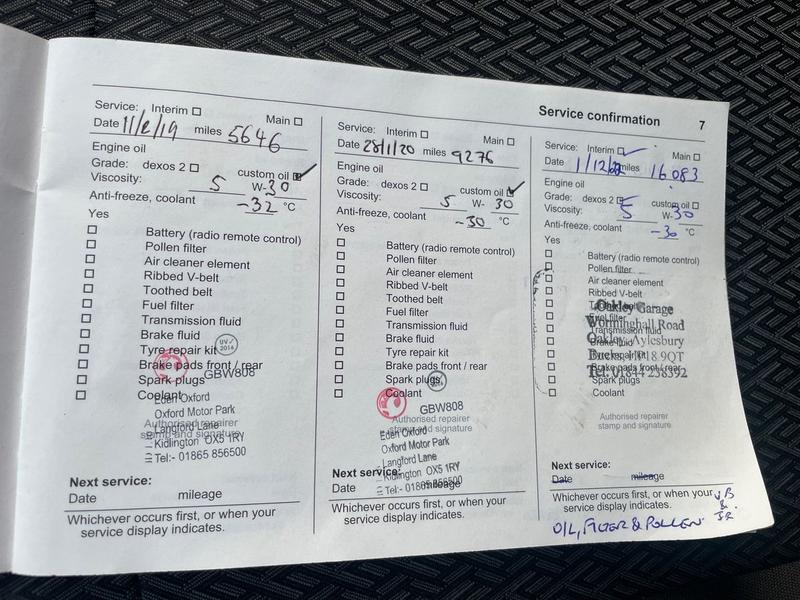 Service confirmation 7
Service: Interim Main
Date 11/2/19 miles 5646
Engine oil
Grade: dexos 2 custom oil
Viscosity: 5 W-30
Anti-freeze, coolant -32 °C
Yes
Battery (radio remote control)
Pollen filter
Air cleaner element
Ribbed V-belt
Toothed belt
Fuel filter
Transmission fluid
Brake fluid
Tyre repair kit
Brake pads front / rear
Spark plugs
Coolant
GBW808
Eden Oxford
Oxford Motor Park
Langford Lane
Kidlington OX5 1RY
Tel:- 01865 856500
Authorised repairer
stamp and signature
Next service:
Date mileage
Whichever occurs first, or when your
service display indicates.
Service: Interim Main
Date 28/1/20 miles 9276
Engine oil
Grade: dexos 2 custom oil
Viscosity: 5 W- 30
Anti-freeze, coolant -30 °C
Yes
Battery (radio remote control)
Pollen filter
Air cleaner element
Ribbed V-belt
Toothed belt
Fuel filter
Transmission fluid
Brake fluid
Tyre repair kit
Brake pads front / rear
Spark plugs
Coolant
GBW808
Authorised repairer
stamp and signature
Eden Oxford
Oxford Motor Park
Langford Lane
Kidlington OX5 1RY
Tel:- 01865 856500
Next service:
Date mileage
Whichever occurs first, or when your
service display indicates.
Service: Interim Main
Date 1/12/22 miles 16083
Engine oil
Grade: dexos 2 custom oil
Viscosity: 5 W-30
Anti-freeze, coolant -30 °C
Yes
Battery (radio remote control)
Pollen filter
Air cleaner element
Ribbed V-belt
Toothed belt
Fuel filter
Transmission fluid
Brake fluid
Tyre repair kit
Brake pads front / rear
Spark plugs
Coolant
Oakley Garage
Worminghall Road
Oakley Aylesbury
Bucks HP18 9QT
Tel: 01844 238592
Authorised repairer
stamp and signature
Next service:
Date mileage
Whichever occurs first, or when your
service display indicates.
OIL, FILTER & POLLEN